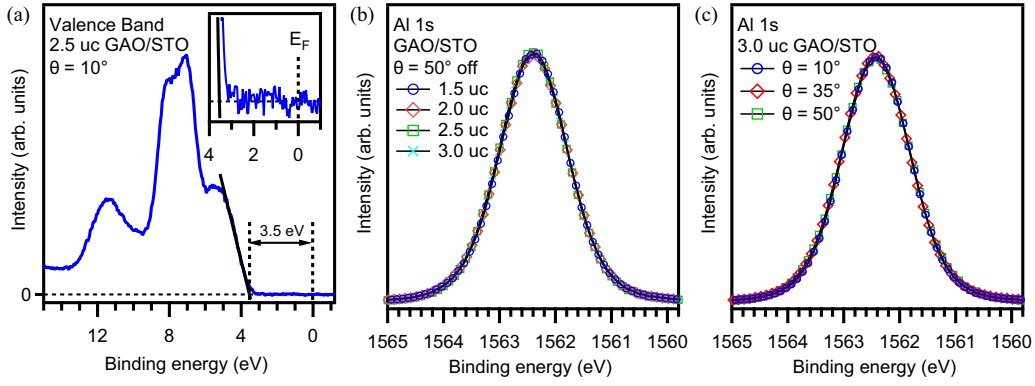 (a)
Valence Band
2.5 uc GAO/STO
θ = 10°
E_F
4 2 0
3.5 eV
0
12 8 4 0
Binding energy (eV)
Intensity (arb. units)
(b)
Al 1s
GAO/STO
θ = 50° off
1.5 uc
2.0 uc
2.5 uc
3.0 uc
1565 1564 1563 1562 1561 1560
Binding energy (eV)
Intensity (arb. units)
(c)
Al 1s
3.0 uc GAO/STO
θ = 10°
θ = 35°
θ = 50°
1565 1564 1563 1562 1561 1560
Binding energy (eV)
Intensity (arb. units)